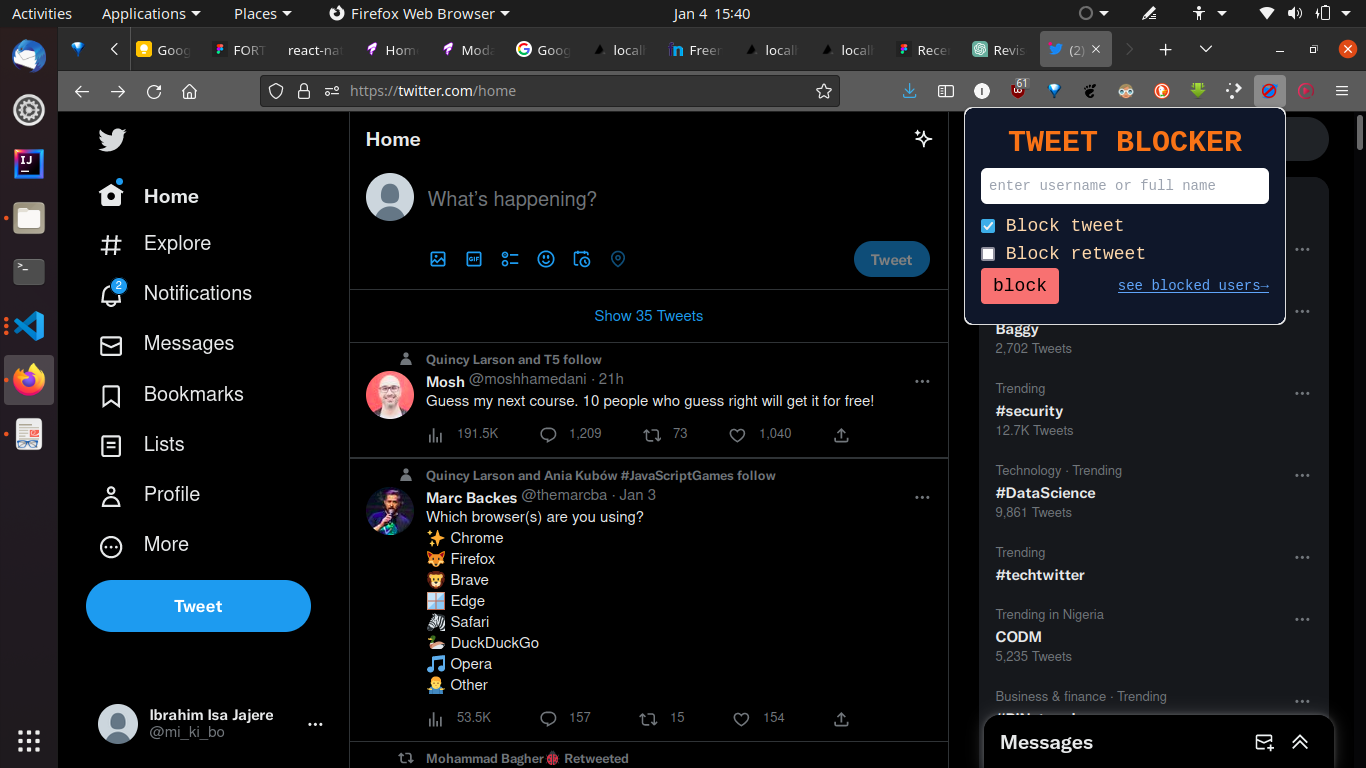 Activities Applications Places Firefox Web Browser Jan 4 15:40
Goog FORT react-nat Home Moda Goog local Freer local local Recen Revis (2)
https://twitter.com/home 61
Home
Explore
2
Notifications
Messages
Bookmarks
Lists
Profile
More
Tweet
Ibrahim Isa Jajere
@mi_ki_bo
Home
What's happening?
GIF
Tweet
Show 35 Tweets
Quincy Larson and T5 follow
Mosh @moshhamedani · 21h
Guess my next course. 10 people who guess right will get it for free!
191.5K 1,209 73 1,040
Quincy Larson and Ania Kubów #JavaScriptGames follow
Marc Backes @themarcba · Jan 3
Which browser(s) are you using?
✨ Chrome
🦊 Firefox
🦁 Brave
🪟 Edge
🦓 Safari
🦆 DuckDuckGo
🎵 Opera
🤷‍♂️ Other
53.5K 157 15 154
Mohammad Bagher🐞 Retweeted
TWEET BLOCKER
enter username or full name
Block tweet
Block retweet
block see blocked users→
Baggy
2,702 Tweets
Trending
#security
12.7K Tweets
Technology · Trending
#DataScience
9,861 Tweets
Trending
#techtwitter
Trending in Nigeria
CODM
5,235 Tweets
Business & finance · Trending
Messages